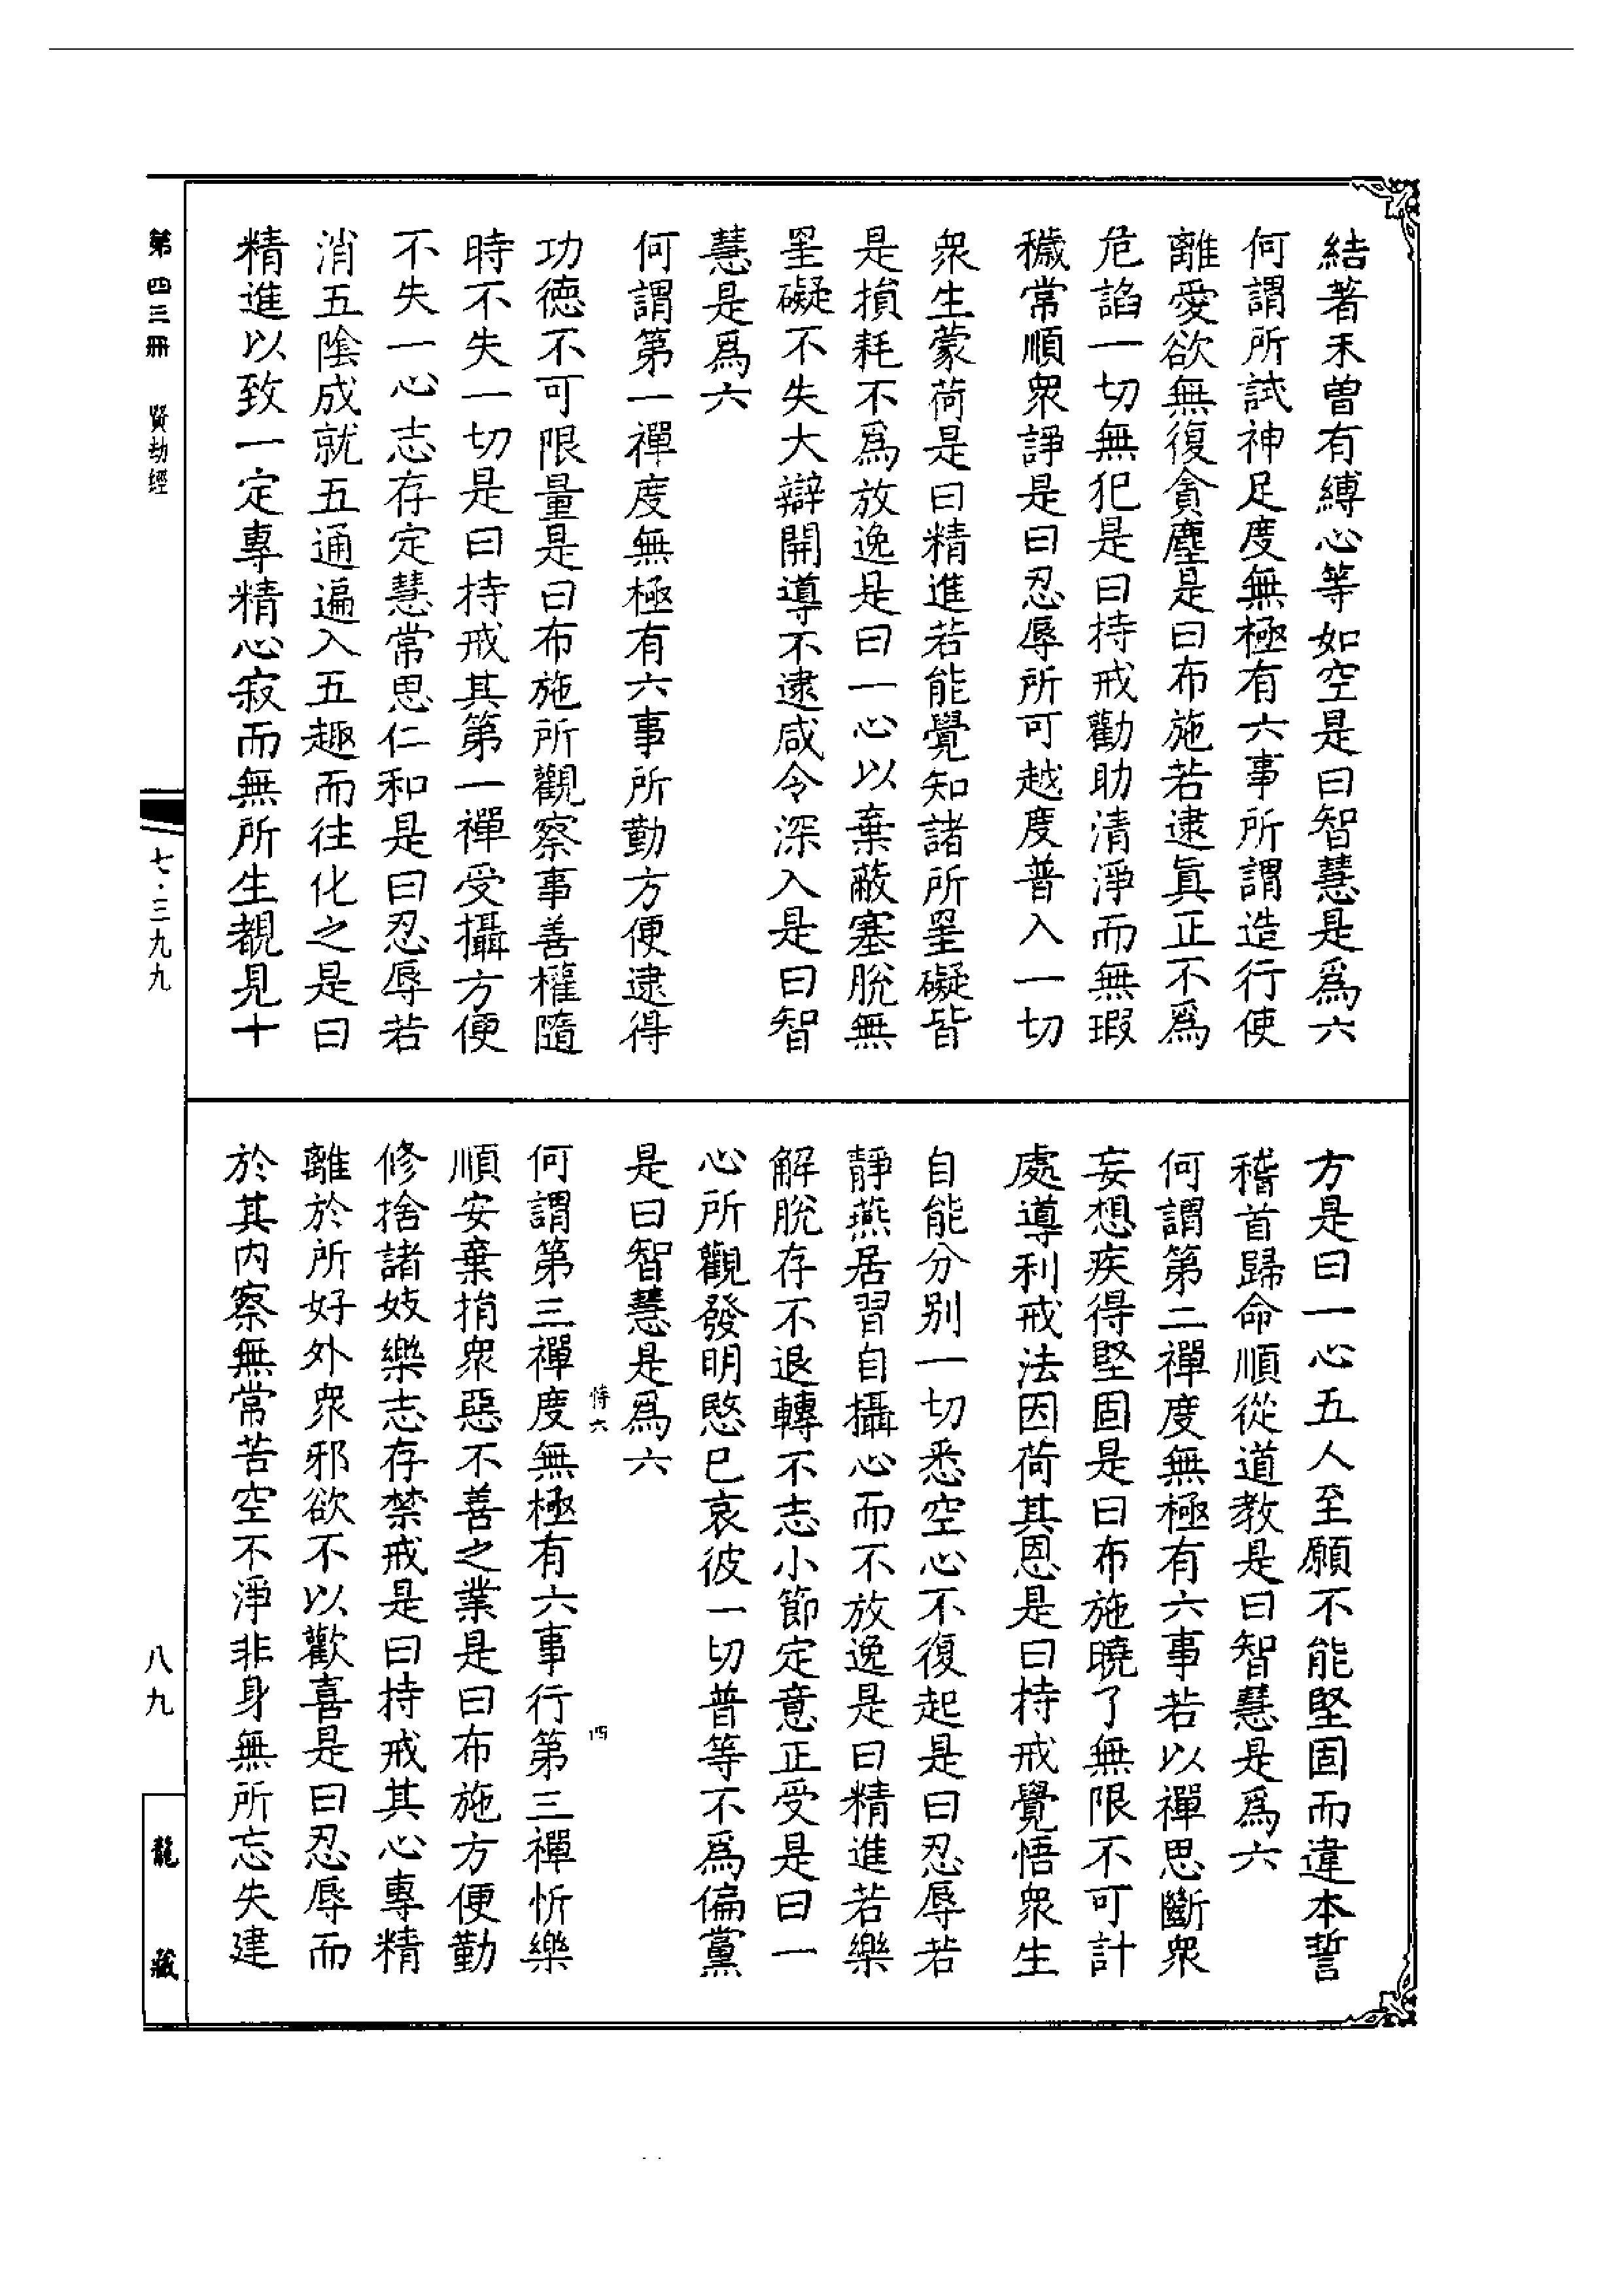 結著未曾有縛心等如空是曰智慧是爲六
何謂所試神足度無極有六事所謂造行使
離愛欲無復貪塵是曰布施若逮眞正不爲
危諂一切無犯是曰持戒勸助清淨而無瑕
穢常順衆諍是曰忍辱所可越度普入一切
衆生蒙荷是曰精進若能覺知諸所罣礙皆
是損耗不爲放逸是曰一心以棄蔽塞脫無
罣礙不失大辯開導不逮咸令深入是曰智
慧是爲六
何謂第一禪度無極有六事所勤方便逮得
功德不可限量是曰布施所觀察事善權隨
時不失一切是曰持戒其第一禪受攝方便
不失一心志存定慧常思仁和是曰忍辱若
消五陰成就五通遍入五趣而往化之是曰
精進以致一定專精心寂而無所生覩見十
方是曰一心五人至願不能堅固而違本誓
稽首歸命順從道教是曰智慧是爲六
何謂第二禪度無極有六事若以禪思斷衆
妄想疾得堅固是曰布施曉了無限不可計
處導利戒法因荷其恩是曰持戒覺悟衆生
自能分別一切悉空心不復起是曰忍辱若
靜燕居習自攝心而不放逸是曰精進若樂
解脫存不退轉不志小節定意正受是曰一
心所觀發明愍已哀彼一切普等不爲偏黨
是曰智慧是爲六
恃六 四
何謂第三禪度無極有六事行第三禪忻樂
順安棄捐衆惡不善之業是曰布施方便勤
修捨諸妓樂志存禁戒是曰持戒其心專精
離於所好外衆邪欲不以歡喜是曰忍辱而
於其內察無常苦空不淨非身無所忘失建
第四三冊 賢劫經
七·三九九
八九
龍藏